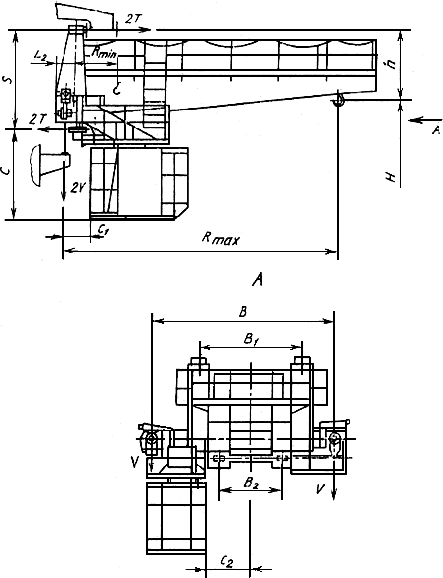 2T
L₂
Rmin
S
h
2T
A
C
2V
H
C₁
Rmax
A
B
B₁
V
B₂
V
C₂